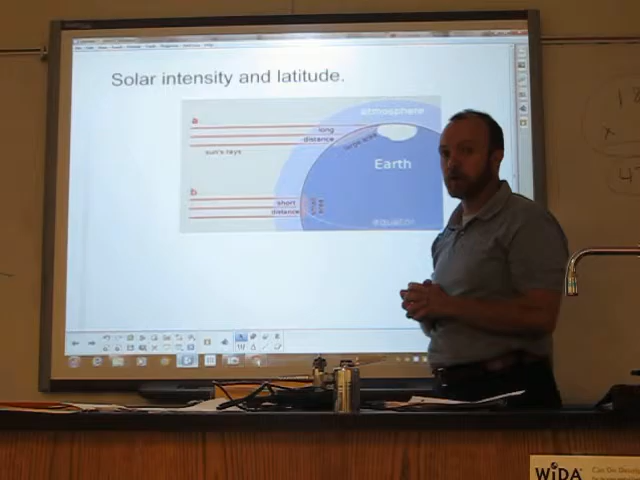 Solar intensity and latitude.
atmosphere
a
long
distance
large area
sun's rays
Earth
b
short
distance
small
area
equator
WiDA